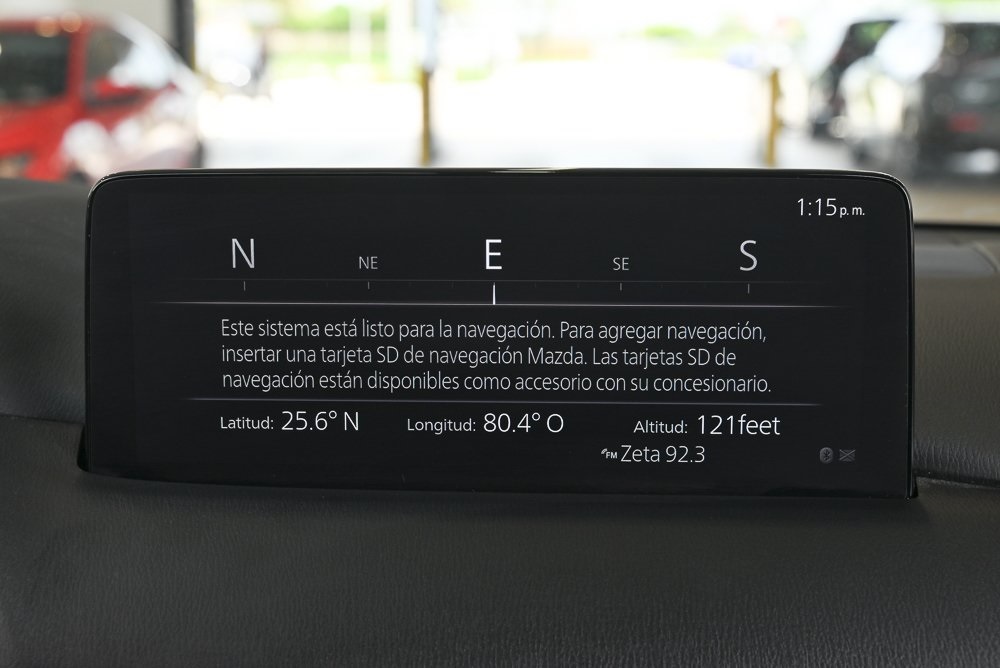 1:15 p.m.
N NE E SE S
Este sistema está listo para la navegación. Para agregar navegación,
insertar una tarjeta SD de navegación Mazda. Las tarjetas SD de
navegación están disponibles como accesorio con su concesionario.
Latitud: 25.6° N Longitud: 80.4° O Altitud: 121feet
FM Zeta 92.3